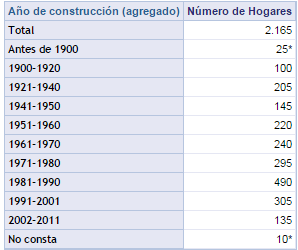 Año de construcción (agregado) Número de Hogares
Total 2.165
Antes de 1900 25*
1900-1920 100
1921-1940 205
1941-1950 145
1951-1960 220
1961-1970 240
1971-1980 295
1981-1990 490
1991-2001 305
2002-2011 135
No consta 10*